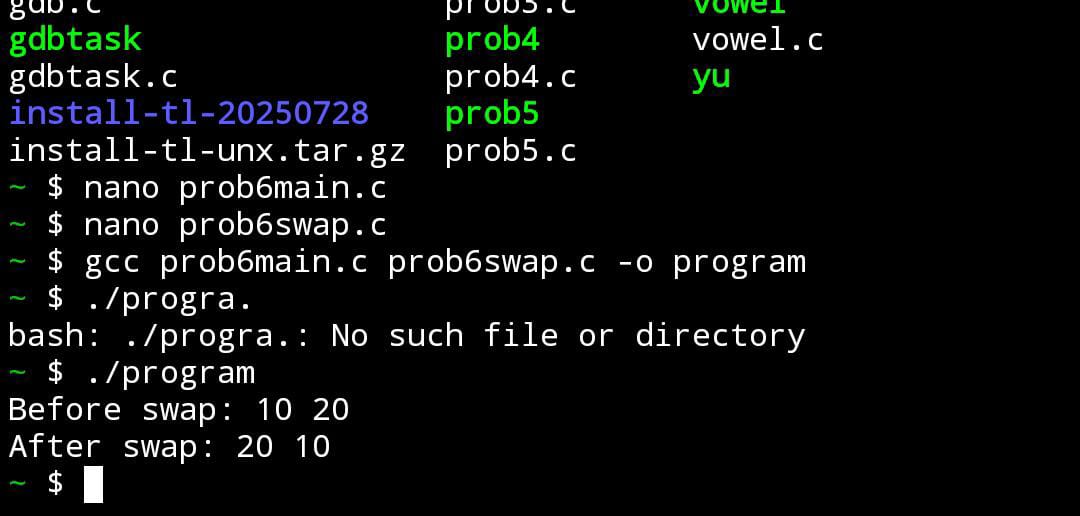 gdb.c prob3.c vowel
gdbtask prob4 vowel.c
gdbtask.c prob4.c yu
install-tl-20250728 prob5
install-tl-unx.tar.gz prob5.c
~ $ nano prob6main.c
~ $ nano prob6swap.c
~ $ gcc prob6main.c prob6swap.c -o program
~ $ ./progra.
bash: ./progra.: No such file or directory
~ $ ./program
Before swap: 10 20
After swap: 20 10
~ $